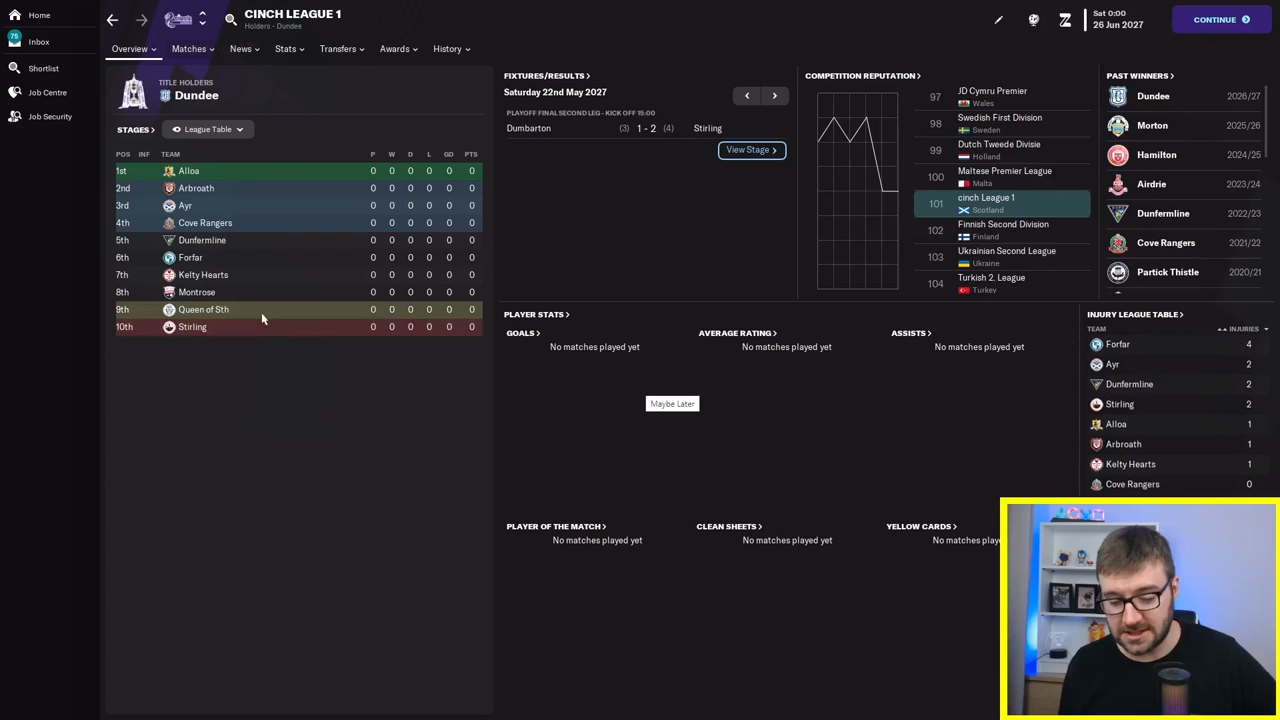 Home
75
Inbox
Shortlist
Job Centre
Job Security
CINCH LEAGUE 1
Holders - Dundee
Sat 0:00
26 Jun 2027
CONTINUE
Overview
Matches
News
Stats
Transfers
Awards
History
TITLE HOLDERS
Dundee
STAGES
League Table
POS INF TEAM P W D L GD PTS
1st Alloa 0 0 0 0 0 0
2nd Arbroath 0 0 0 0 0 0
3rd Ayr 0 0 0 0 0 0
4th Cove Rangers 0 0 0 0 0 0
5th Dunfermline 0 0 0 0 0 0
6th Forfar 0 0 0 0 0 0
7th Kelty Hearts 0 0 0 0 0 0
8th Montrose 0 0 0 0 0 0
9th Queen of Sth 0 0 0 0 0 0
10th Stirling 0 0 0 0 0 0
FIXTURES/RESULTS
Saturday 22nd May 2027
PLAYOFF FINAL SECOND LEG - KICK OFF 15:00
Dumbarton (3) 1 - 2 (4) Stirling
View Stage
COMPETITION REPUTATION
97 JD Cymru Premier
Wales
98 Swedish First Division
Sweden
99 Dutch Tweede Divisie
Holland
100 Maltese Premier League
Malta
101 cinch League 1
Scotland
102 Finnish Second Division
Finland
103 Ukrainian Second League
Ukraine
104 Turkish 2. League
Turkey
PAST WINNERS
Dundee 2026/27
Morton 2025/26
Hamilton 2024/25
Airdrie 2023/24
Dunfermline 2022/23
Cove Rangers 2021/22
Partick Thistle 2020/21
PLAYER STATS
GOALS
No matches played yet
AVERAGE RATING
No matches played yet
ASSISTS
No matches played yet
Maybe Later
PLAYER OF THE MATCH
No matches played yet
CLEAN SHEETS
No matches played yet
YELLOW CARDS
No matches played yet
INJURY LEAGUE TABLE
TEAM INJURIES
Forfar 4
Ayr 2
Dunfermline 2
Stirling 2
Alloa 1
Arbroath 1
Kelty Hearts 1
Cove Rangers 0